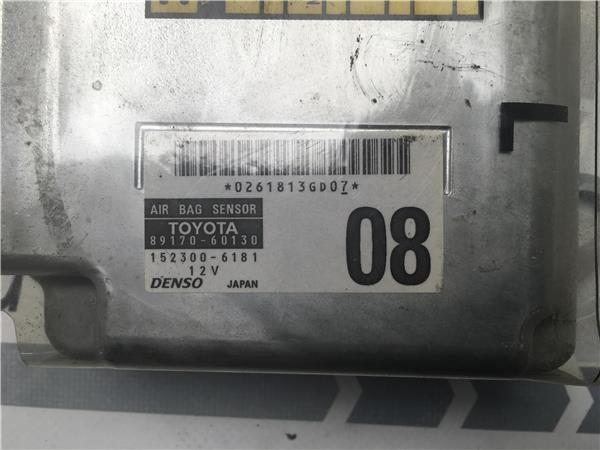 *0261813GD07*
AIR BAG SENSOR
TOYOTA
89170-60130
152300-6181
12V
DENSO JAPAN
08